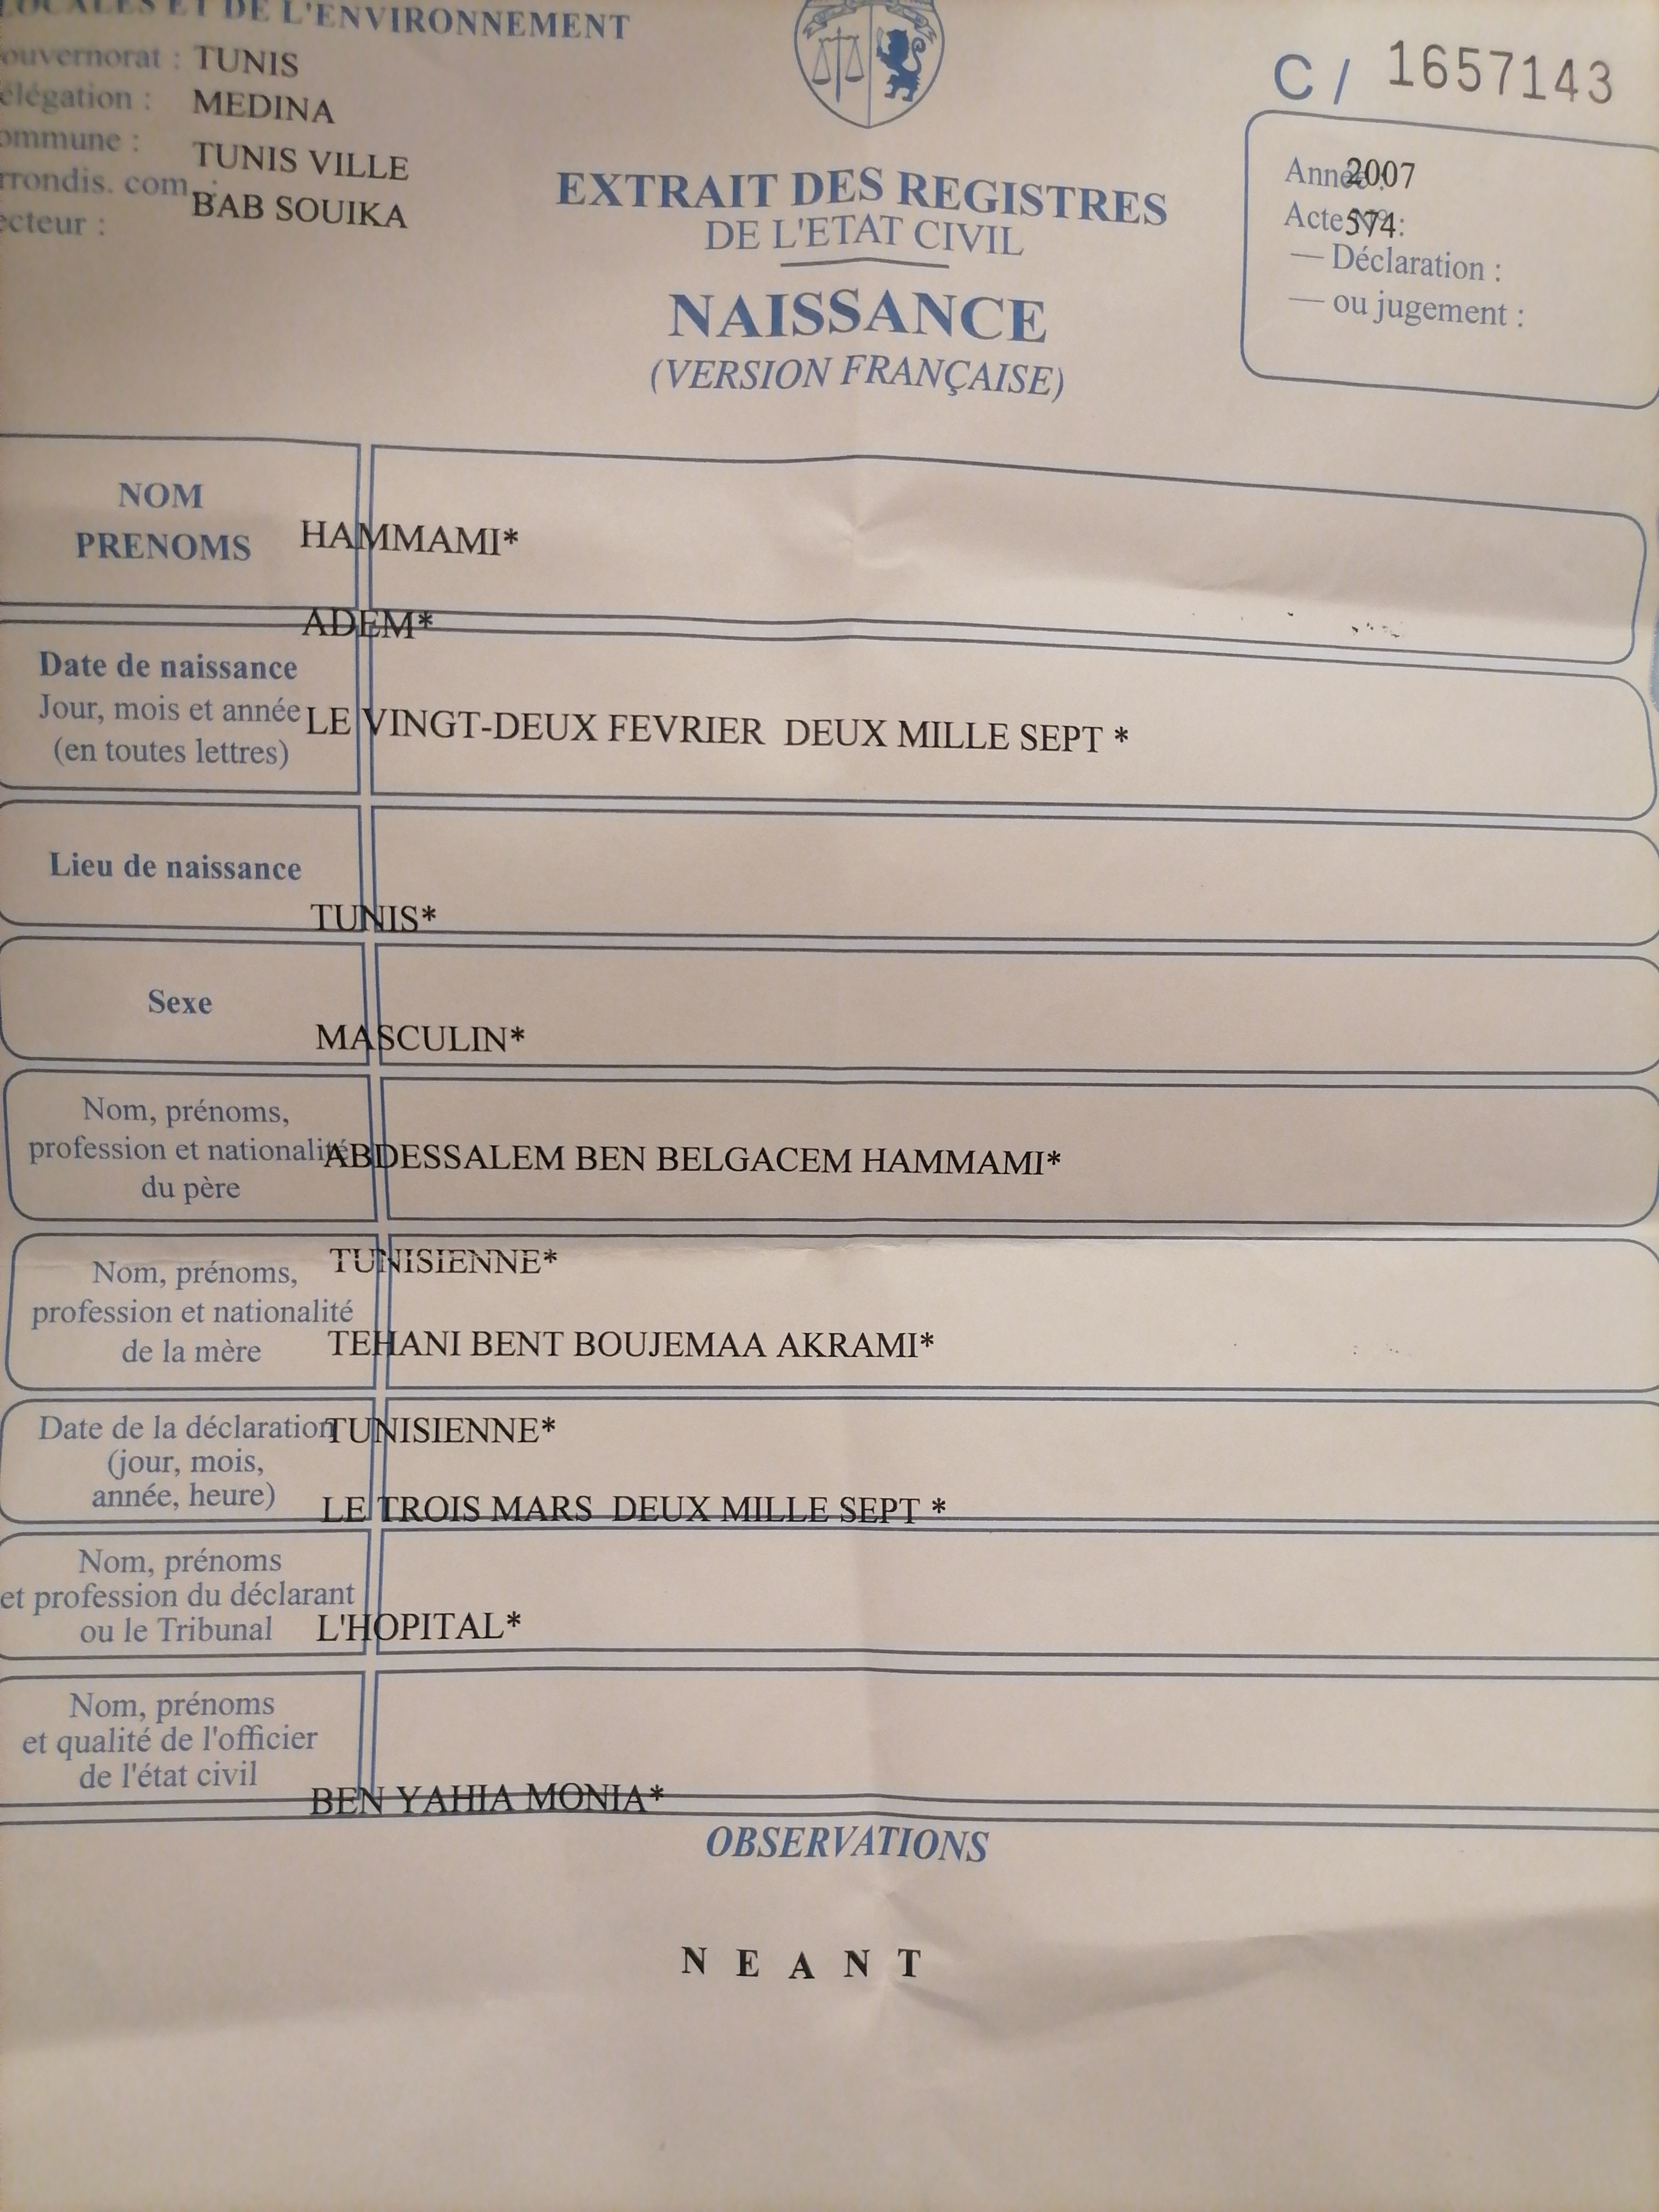 LOCALES ET DE L'ENVIRONNEMENT
ouvernorat : TUNIS
élégation : MEDINA
ommune : TUNIS VILLE
rrondis. com. : BAB SOUIKA
ecteur :
C / 1657143
Année : 2007
Acte N° : 574
— Déclaration :
— ou jugement :
EXTRAIT DES REGISTRES
DE L'ETAT CIVIL
NAISSANCE
(VERSION FRANÇAISE)
NOM
PRENOMS
HAMMAMI*
ADEM*
Date de naissance
Jour, mois et année
(en toutes lettres)
LE VINGT-DEUX FEVRIER DEUX MILLE SEPT *
Lieu de naissance
TUNIS*
Sexe
MASCULIN*
Nom, prénoms,
profession et nationalité
du père
ABDESSALEM BEN BELGACEM HAMMAMI*
TUNISIENNE*
Nom, prénoms,
profession et nationalité
de la mère
TEHANI BENT BOUJEMAA AKRAMI*
TUNISIENNE*
Date de la déclaration
(jour, mois,
année, heure)
LE TROIS MARS DEUX MILLE SEPT *
Nom, prénoms
et profession du déclarant
ou le Tribunal
L'HOPITAL*
Nom, prénoms
et qualité de l'officier
de l'état civil
BEN YAHIA MONIA*
OBSERVATIONS
N E A N T